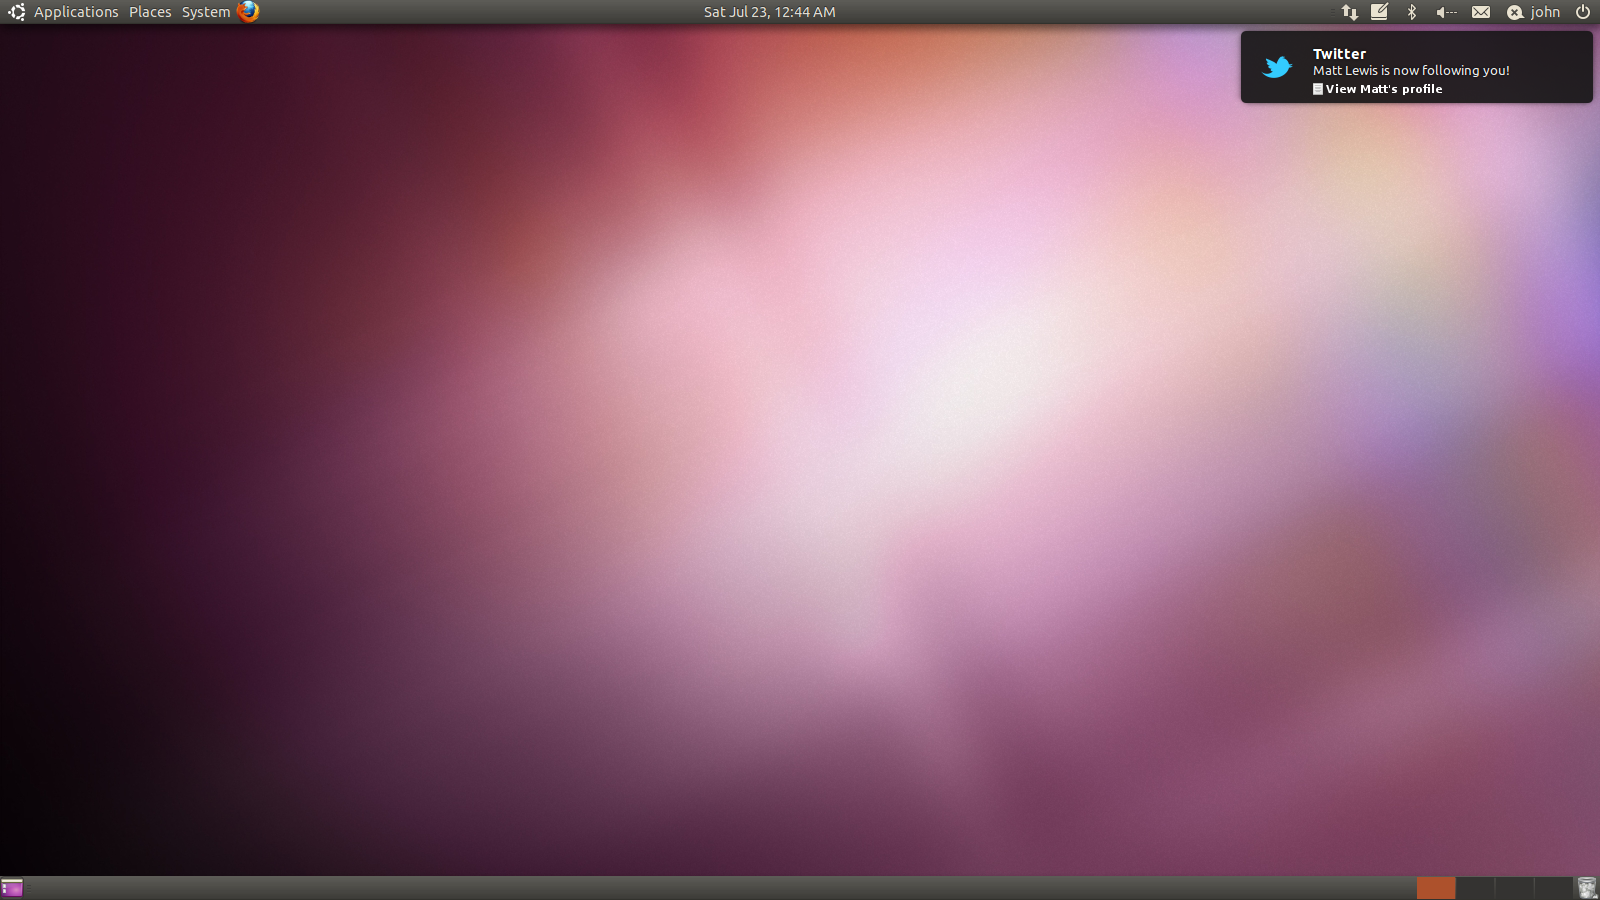 Applications Places System Sat Jul 23, 12:44 AM john
Twitter
Matt Lewis is now following you!
View Matt's profile